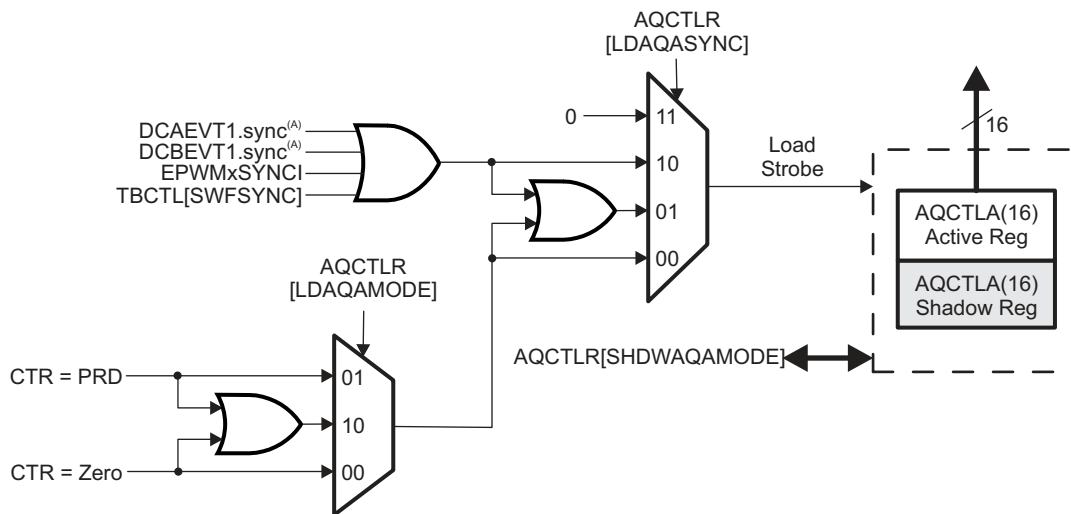 AQCTLR
[LDAQASYNC]
0
11
16
DCAEVT1.sync(A)
DCBEVT1.sync(A)
EPWMxSYNCI
TBCTL[SWFSYNC]
10
Load
Strobe
01
00
AQCTLA(16)
Active Reg
AQCTLA(16)
Shadow Reg
AQCTLR
[LDAQAMODE]
AQCTLR[SHDWAQAMODE]
CTR = PRD
01
10
CTR = Zero
00